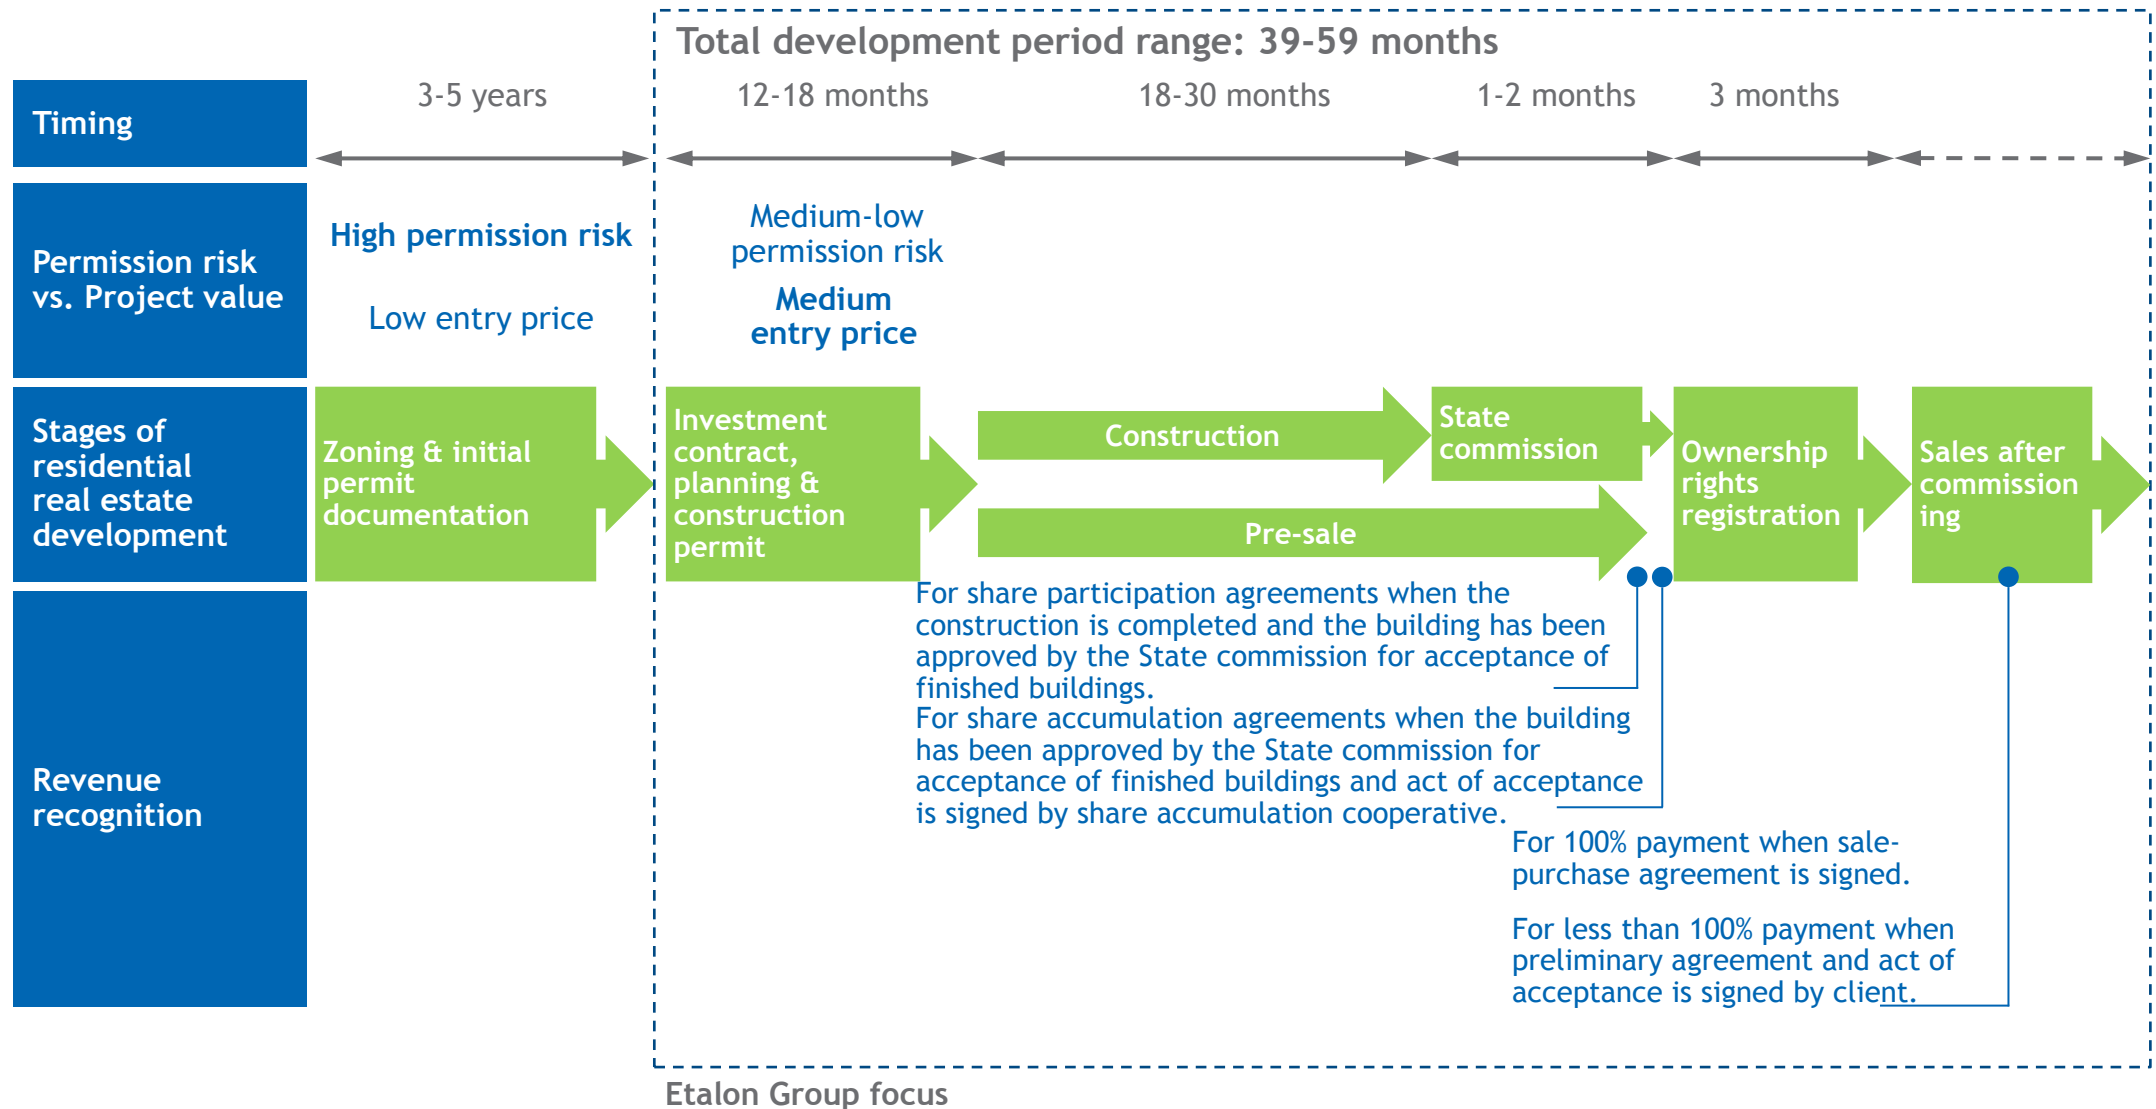 Total development period range: 39-59 months
Timing
3-5 years
12-18 months
18-30 months
1-2 months
3 months
Permission risk
vs. Project value
High permission risk
Low entry price
Medium-low
permission risk
Medium
entry price
Stages of
residential
real estate
development
Zoning & initial
permit
documentation
Investment
contract,
planning &
construction
permit
Construction
Pre-sale
State
commission
Ownership
rights
registration
Sales after
commission
ing
Revenue
recognition
For share participation agreements when the
construction is completed and the building has been
approved by the State commission for acceptance of
finished buildings.
For share accumulation agreements when the building
has been approved by the State commission for
acceptance of finished buildings and act of acceptance
is signed by share accumulation cooperative.
For 100% payment when sale-
purchase agreement is signed.
For less than 100% payment when
preliminary agreement and act of
acceptance is signed by client.
Etalon Group focus